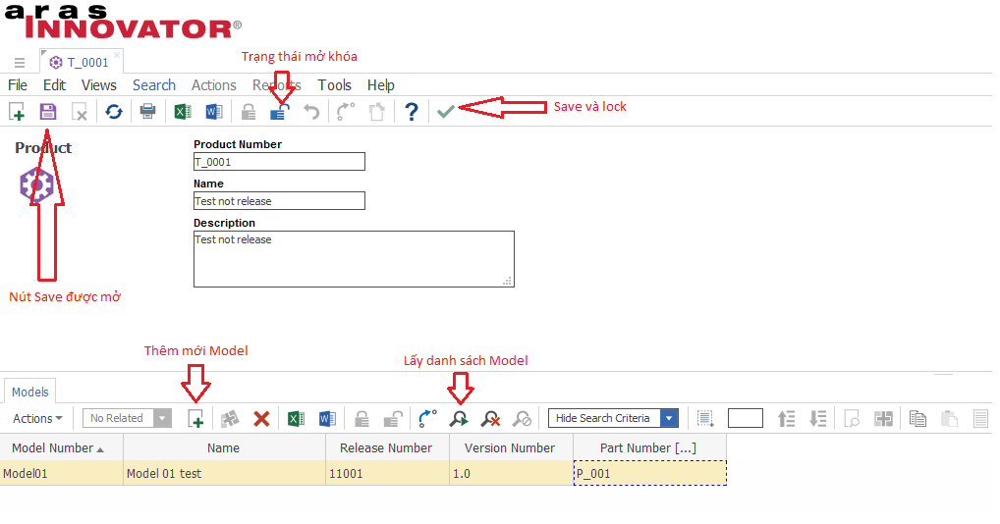 aras
INNOVATOR®
T_0001
Trạng thái mở khóa
File Edit Views Search Actions Reports Tools Help
Save và lock
Product
Product Number
T_0001
Name
Test not release
Description
Test not release
Nút Save được mở
Thêm mới Model
Lấy danh sách Model
Models
Actions No Related Hide Search Criteria
Model Number Name Release Number Version Number Part Number [...]
Model01 Model 01 test 11001 1.0 P_001